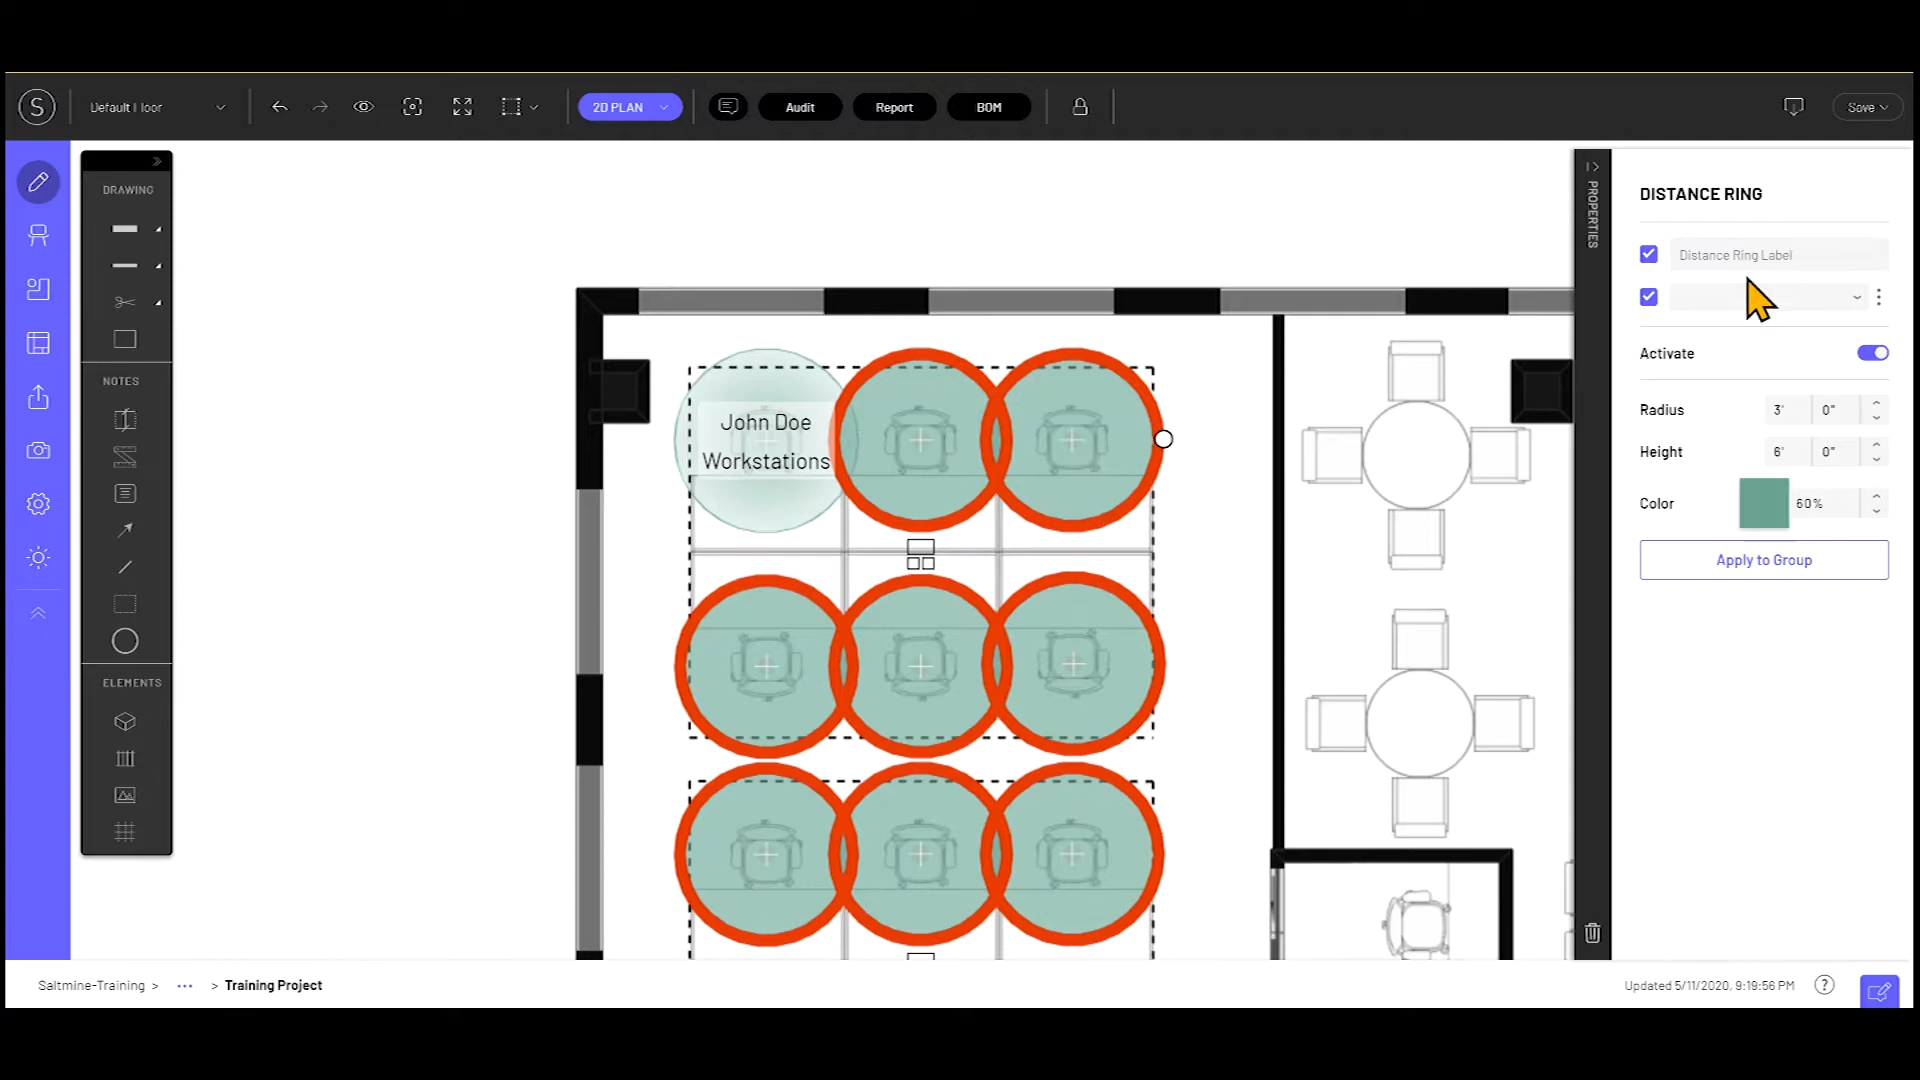 S
Default Floor
2D PLAN
Audit
Report
BOM
Save
DRAWING
NOTES
ELEMENTS
John Doe
Workstations
PROPERTIES
DISTANCE RING
Distance Ring Label
Activate
Radius 3' 0"
Height 6' 0"
Color 60%
Apply to Group
Saltmine-Training > ... > Training Project
Updated 5/11/2020, 9:19:56 PM ?